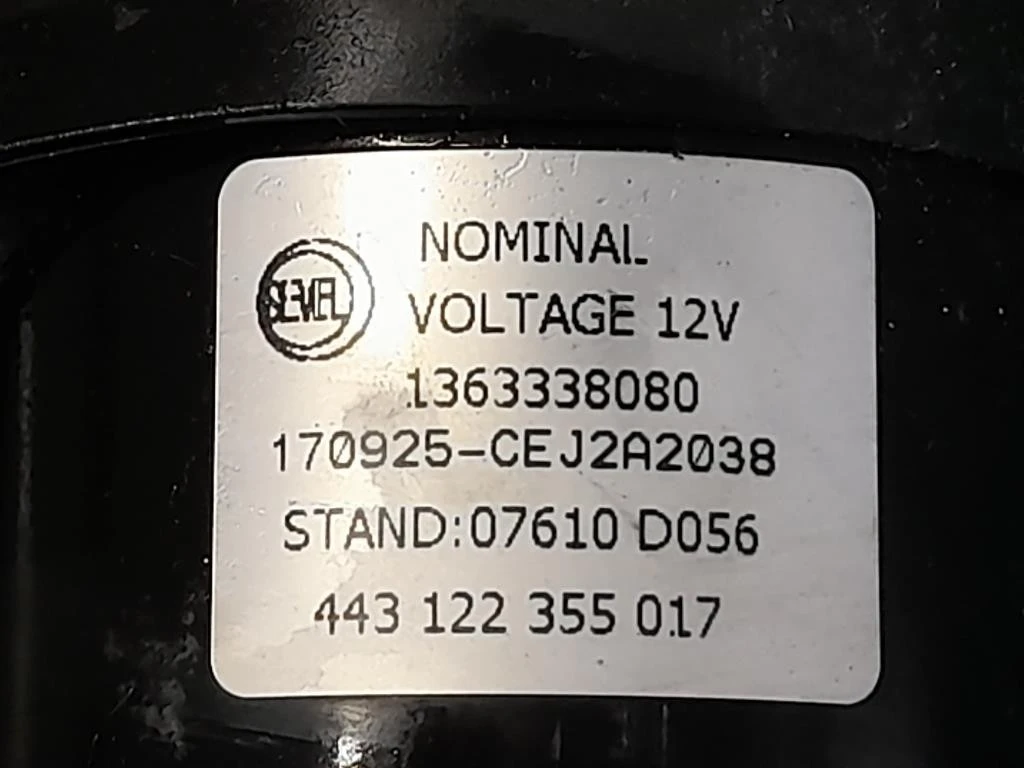 NOMINAL
SEVEL
VOLTAGE 12V
1363338080
170925-CEJ2A2038
STAND:07610 D056
443 122 355 017